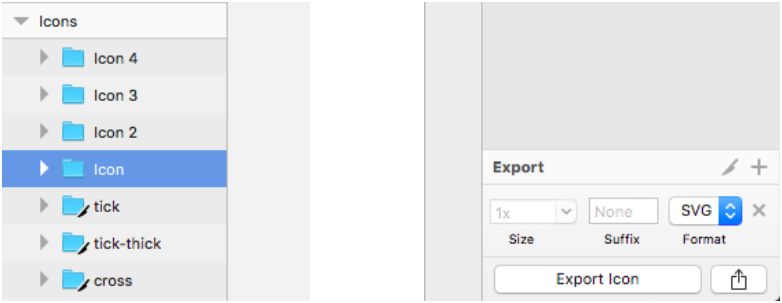 Icons
Icon 4
Icon 3
Icon 2
Icon
tick
tick-thick
cross
Export
1x
None
SVG
Size
Suffix
Format
Export Icon